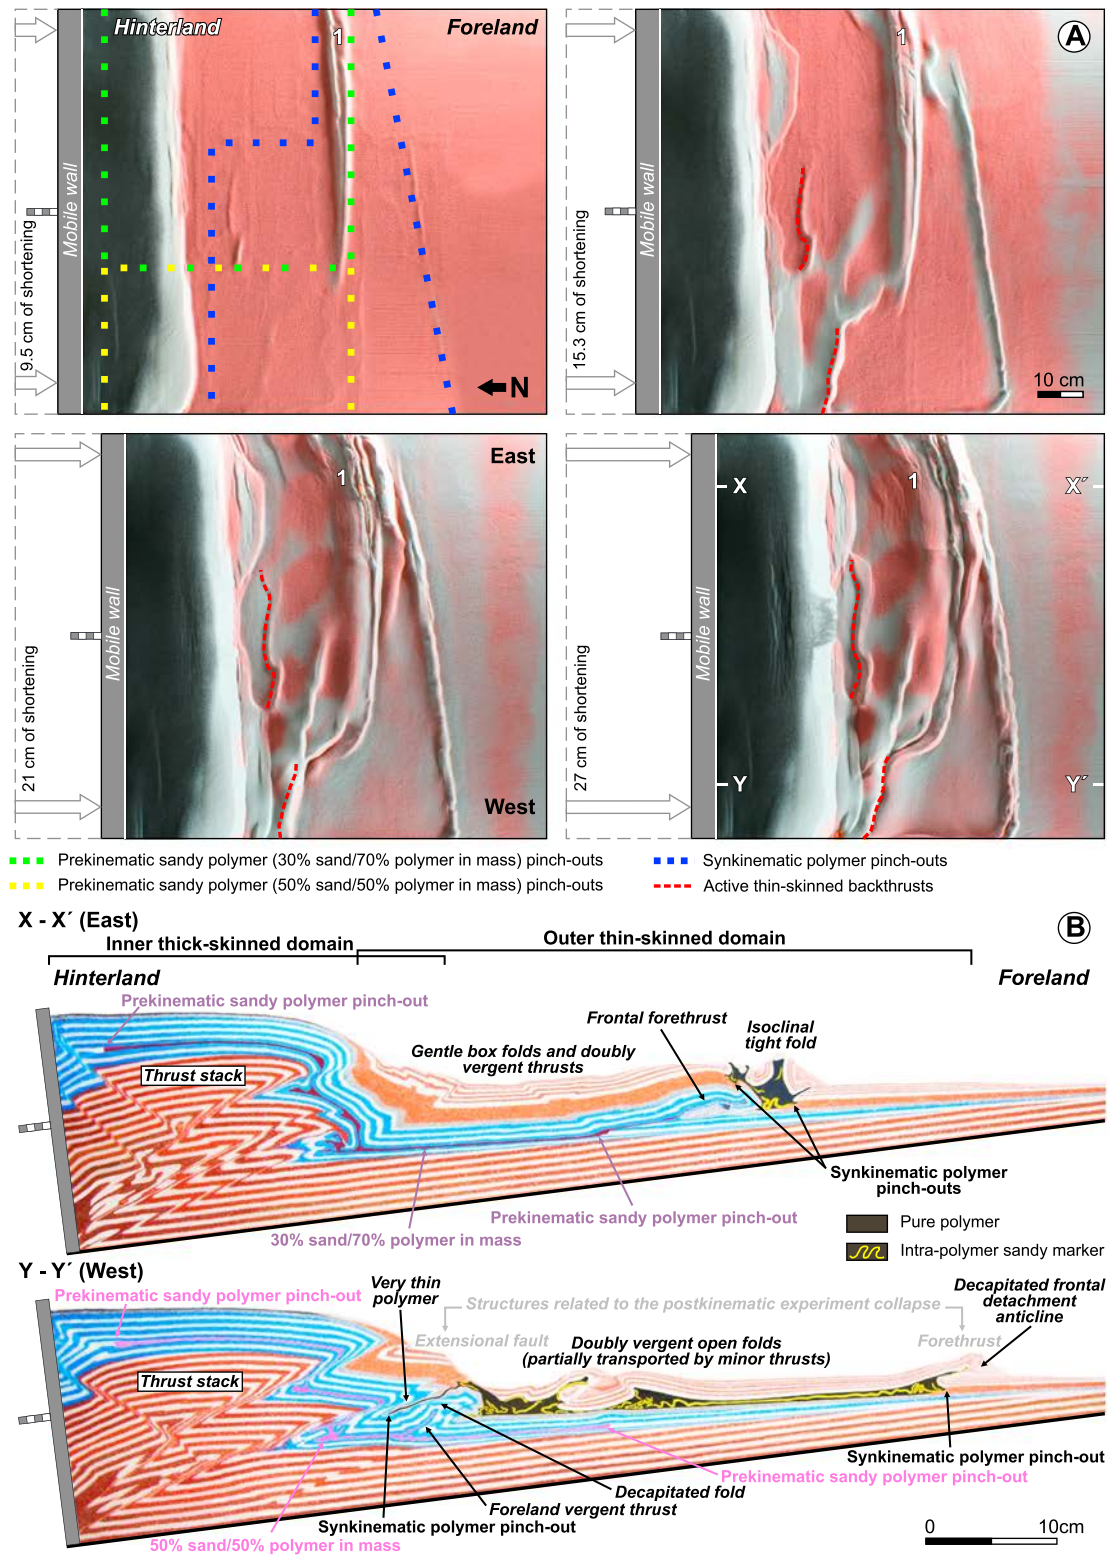 Hinterland
1
Foreland
Mobile wall
9.5 cm of shortening
N
A
1
Mobile wall
15.3 cm of shortening
10 cm
East
1
Mobile wall
21 cm of shortening
West
X
1
X´
Mobile wall
27 cm of shortening
Y
Y´
Prekinematic sandy polymer (30% sand/70% polymer in mass) pinch-outs
Synkinematic polymer pinch-outs
Prekinematic sandy polymer (50% sand/50% polymer in mass) pinch-outs
Active thin-skinned backthrusts
X - X´ (East)
B
Inner thick-skinned domain
Outer thin-skinned domain
Hinterland
Foreland
Prekinematic sandy polymer pinch-out
Frontal forethrust
Isoclinal
tight fold
Gentle box folds and doubly
vergent thrusts
Thrust stack
Synkinematic polymer
pinch-outs
Prekinematic sandy polymer pinch-out
30% sand/70% polymer in mass
Pure polymer
Intra-polymer sandy marker
Y - Y´ (West)
Prekinematic sandy polymer pinch-out
Very thin
polymer
Structures related to the postkinematic experiment collapse
Decapitated frontal
detachment
anticline
Extensional fault
Doubly vergent open folds
(partially transported by minor thrusts)
Forethrust
Thrust stack
Synkinematic polymer pinch-out
Prekinematic sandy polymer pinch-out
Decapitated fold
Foreland vergent thrust
Synkinematic polymer pinch-out
50% sand/50% polymer in mass
0 10cm